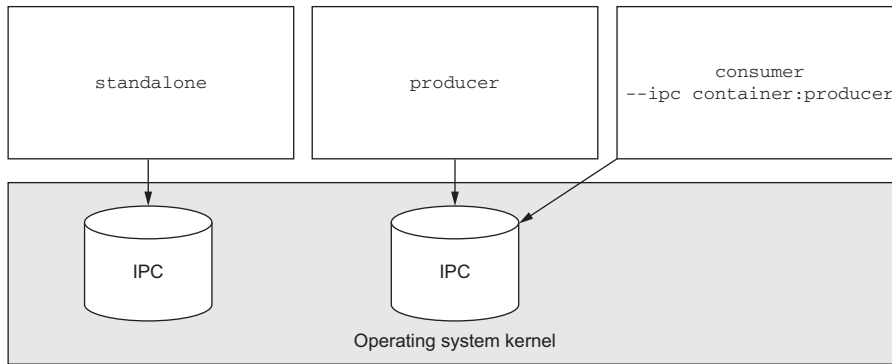 standalone
producer
consumer
--ipc container:producer
IPC
IPC
Operating system kernel